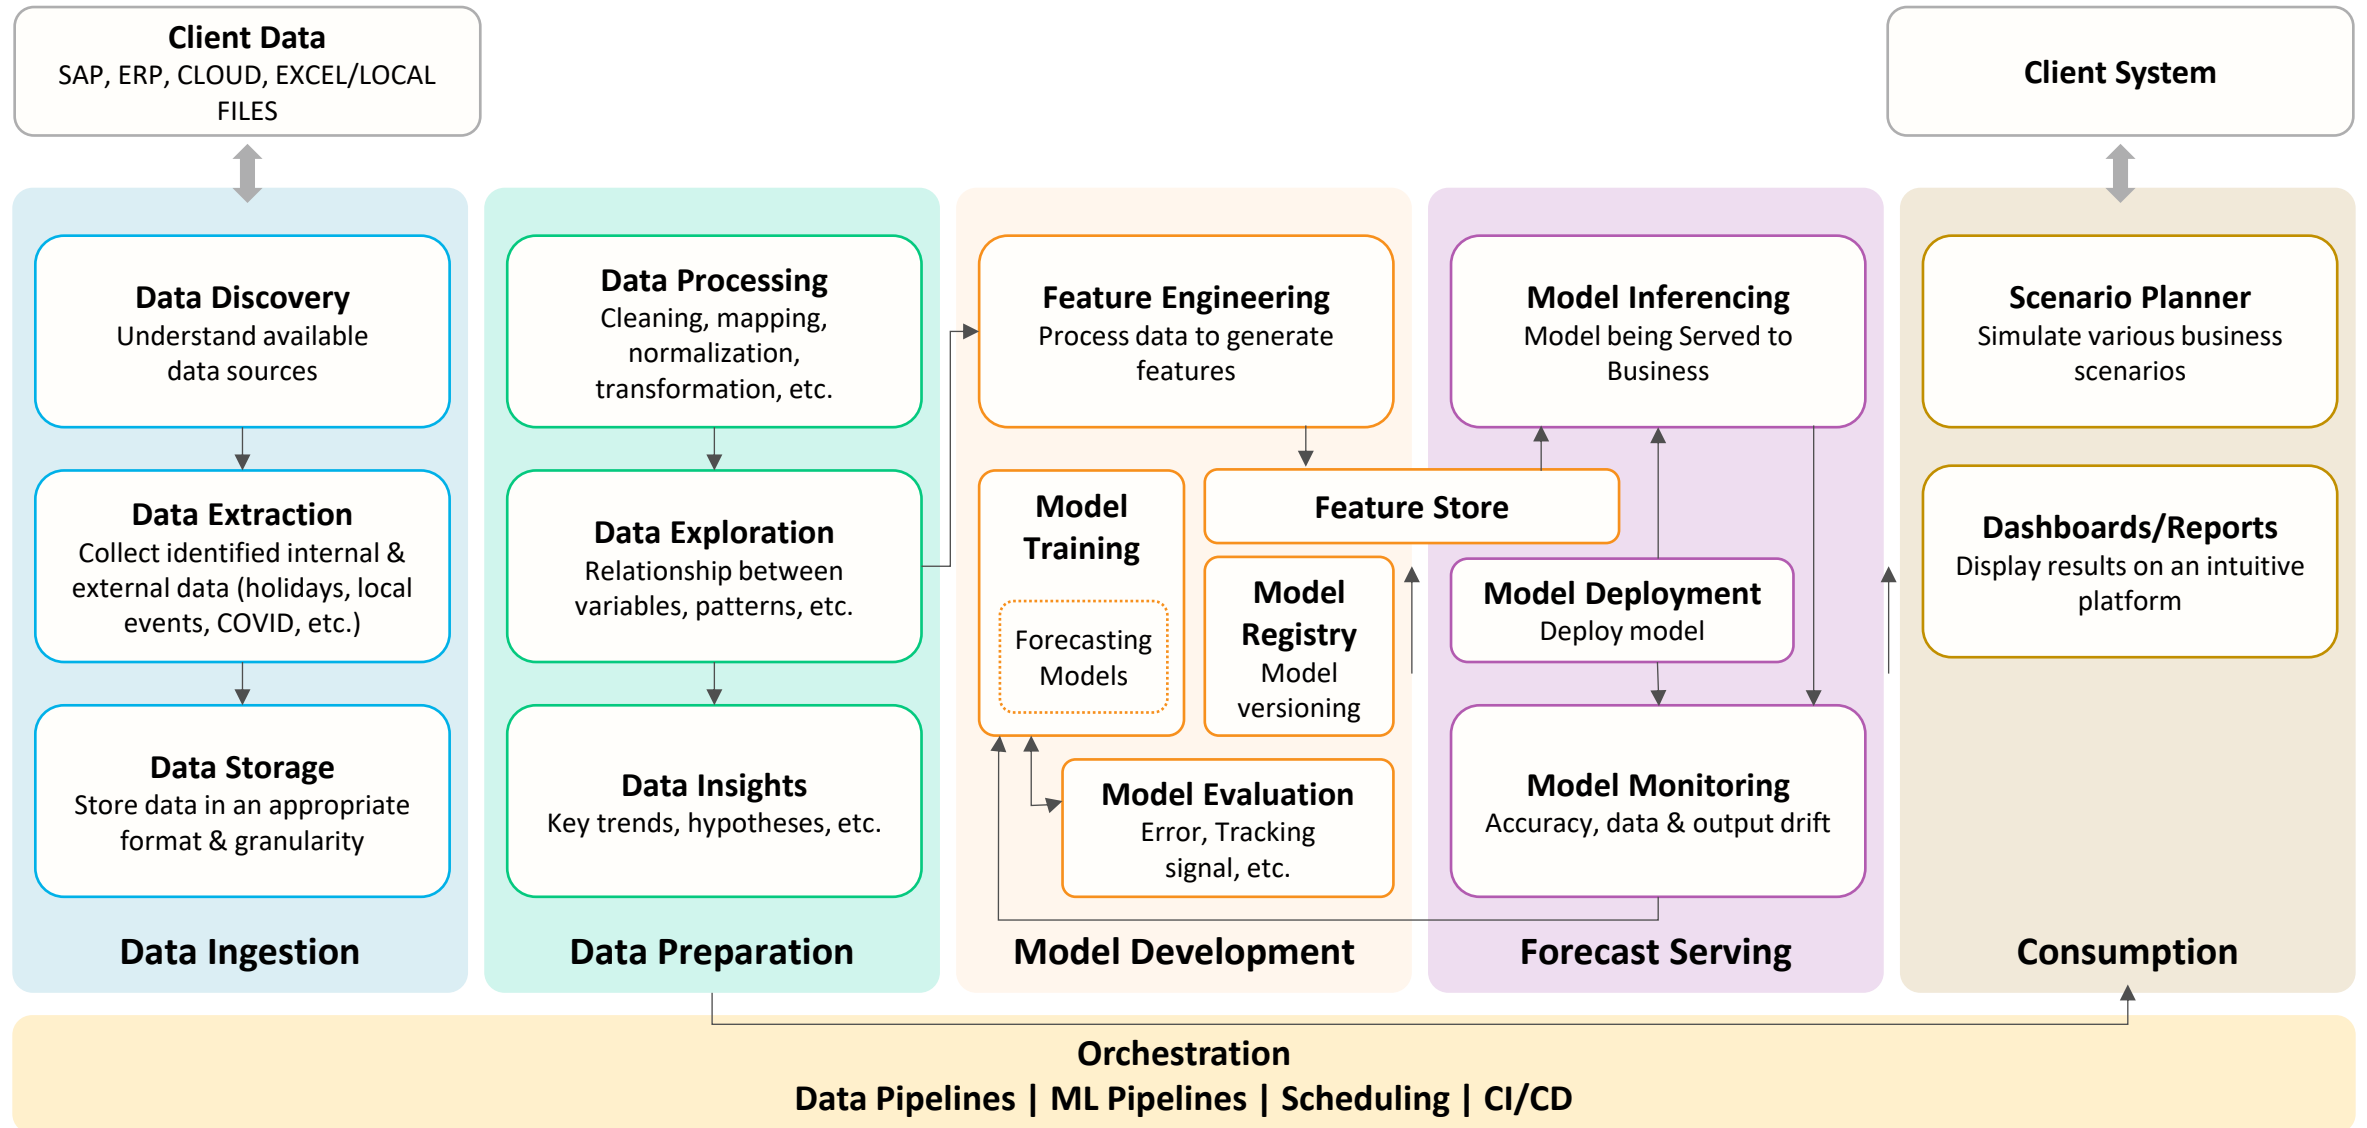 Client Data
SAP, ERP, CLOUD, EXCEL/LOCAL
FILES
Client System
Data Discovery
Understand available
data sources
Data Extraction
Collect identified internal &
external data (holidays, local
events, COVID, etc.)
Data Storage
Store data in an appropriate
format & granularity
Data Ingestion
Data Processing
Cleaning, mapping,
normalization,
transformation, etc.
Data Exploration
Relationship between
variables, patterns, etc.
Data Insights
Key trends, hypotheses, etc.
Data Preparation
Feature Engineering
Process data to generate
features
Model
Training
Forecasting
Models
Feature Store
Model
Registry
Model
versioning
Model Evaluation
Error, Tracking
signal, etc.
Model Development
Model Inferencing
Model being Served to
Business
Model Deployment
Deploy model
Model Monitoring
Accuracy, data & output drift
Forecast Serving
Scenario Planner
Simulate various business
scenarios
Dashboards/Reports
Display results on an intuitive
platform
Consumption
Orchestration
Data Pipelines | ML Pipelines | Scheduling | CI/CD